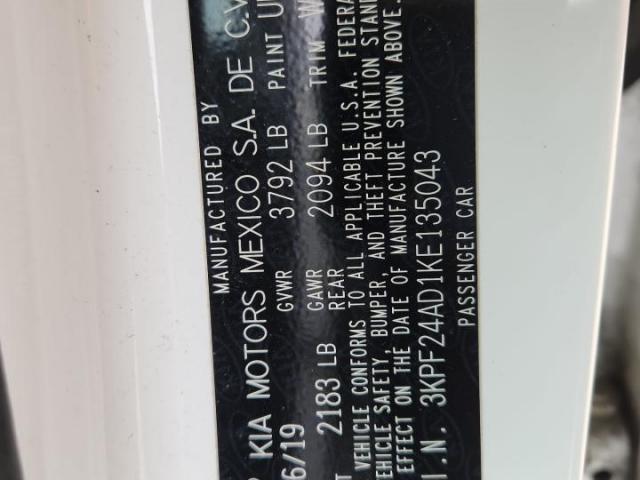 MANUFACTURED BY
KIA MOTORS MEXICO S.A. DE C.V
6/19 GVWR 3792 LB PAINT
2183 LB GAWR REAR 2094 LB TRIM
VEHICLE CONFORMS TO ALL APPLICABLE U.S.A. FEDERA
EHICLE SAFETY, BUMPER, AND THEFT PREVENTION STAN
EFFECT ON THE DATE OF MANUFACTURE SHOWN ABOVE.
I.N. 3KPF24AD1KE135043
PASSENGER CAR